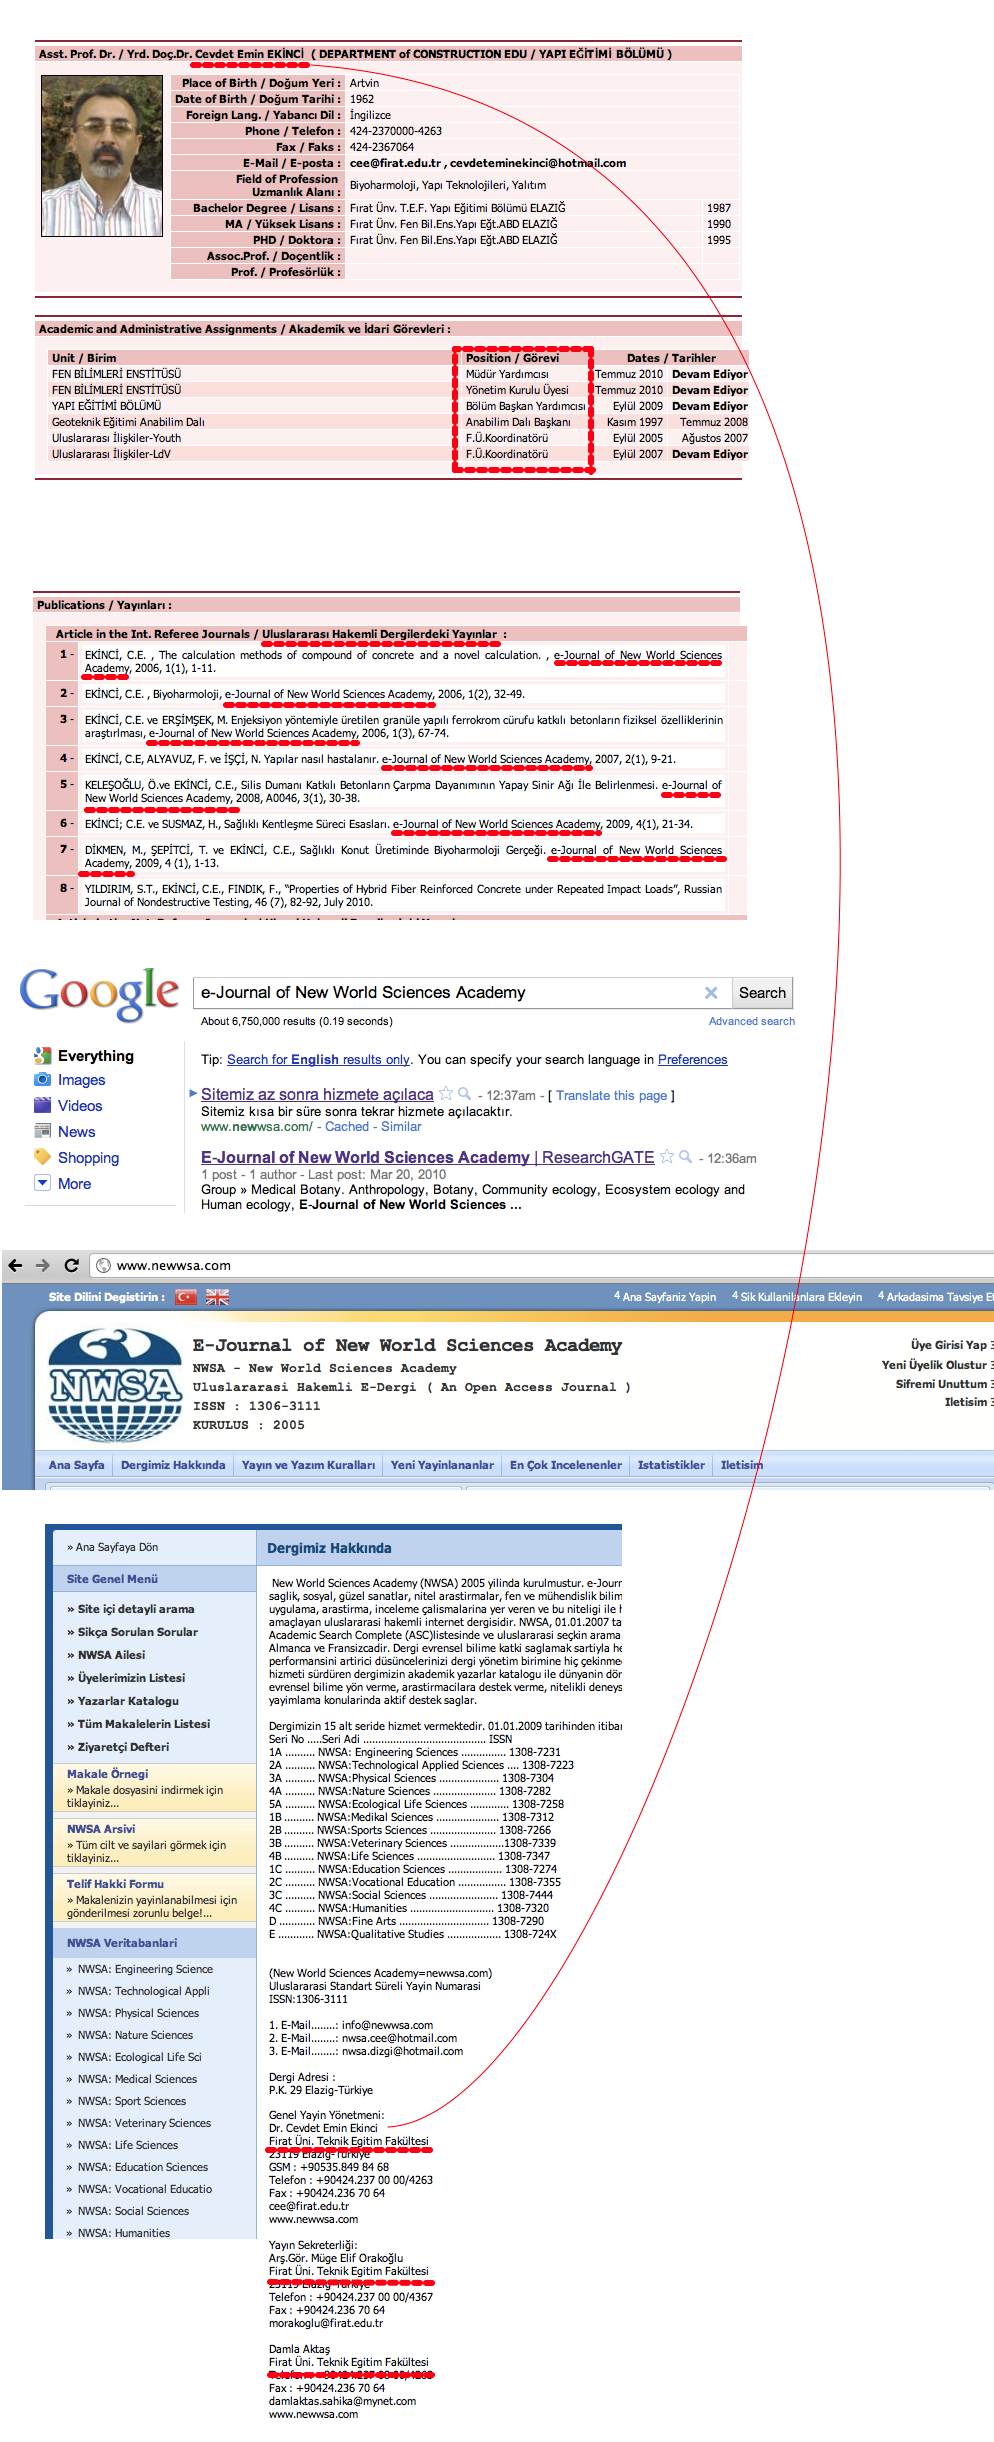 Asst. Prof. Dr. / Yrd. Doç.Dr. Cevdet Emin EKİNCİ ( DEPARTMENT of CONSTRUCTION EDU / YAPI EĞİTİMİ BÖLÜMÜ )
Place of Birth / Doğum Yeri : Artvin
Date of Birth / Doğum Tarihi : 1962
Foreign Lang. / Yabancı Dil : İngilizce
Phone / Telefon : 424-2370000-4263
Fax / Faks : 424-2367064
E-Mail / E-posta : cee@firat.edu.tr , cevdeteminekinci@hotmail.com
Field of Profession
Uzmanlık Alanı : Biyoharmoloji, Yapı Teknolojileri, Yalıtım
Bachelor Degree / Lisans : Fırat Ünv. T.E.F. Yapı Eğitimi Bölümü ELAZIĞ 1987
MA / Yüksek Lisans : Fırat Ünv. Fen Bil.Ens.Yapı Eğt.ABD ELAZIĞ 1990
PHD / Doktora : Fırat Ünv. Fen Bil.Ens.Yapı Eğt.ABD ELAZIĞ 1995
Assoc.Prof. / Doçentlik :
Prof. / Profesörlük :
Academic and Administrative Assignments / Akademik ve İdari Görevleri :
Unit / Birim Position / Görevi Dates / Tarihler
FEN BİLİMLERİ ENSTİTÜSÜ Müdür Yardımcısı Temmuz 2010 Devam Ediyor
FEN BİLİMLERİ ENSTİTÜSÜ Yönetim Kurulu Üyesi Temmuz 2010 Devam Ediyor
YAPI EĞİTİMİ BÖLÜMÜ Bölüm Başkan Yardımcısı Eylül 2009 Devam Ediyor
Geoteknik Eğitimi Anabilim Dalı Anabilim Dalı Başkanı Kasım 1997 Temmuz 2008
Uluslararası İlişkiler-Youth F.Ü.Koordinatörü Eylül 2005 Ağustos 2007
Uluslararası İlişkiler-LdV F.Ü.Koordinatörü Eylül 2007 Devam Ediyor
Publications / Yayınları :
Article in the Int. Referee Journals / Uluslararası Hakemli Dergilerdeki Yayınlar :
1 - EKİNCİ, C.E. , The calculation methods of compound of concrete and a novel calculation. , e-Journal of New World Sciences
Academy, 2006, 1(1), 1-11.
2 - EKİNCİ, C.E. , Biyoharmoloji, e-Journal of New World Sciences Academy, 2006, 1(2), 32-49.
3 - EKİNCİ, C.E. ve ERŞİMŞEK, M. Enjeksiyon yöntemiyle üretilen granüle yapılı ferrokrom cürufu katkılı betonların fiziksel özelliklerinin
araştırılması, e-Journal of New World Sciences Academy, 2006, 1(3), 67-74.
4 - EKİNCİ, C.E, ALYAVUZ, F. ve İŞÇİ, N. Yapılar nasıl hastalanır. e-Journal of New World Sciences Academy, 2007, 2(1), 9-21.
5 - KELEŞOĞLU, Ö.ve EKİNCİ, C.E., Silis Dumanı Katkılı Betonların Çarpma Dayanımının Yapay Sinir Ağı İle Belirlenmesi. e-Journal of
New World Sciences Academy, 2008, A0046, 3(1), 30-38.
6 - EKİNCİ; C.E. ve SUSMAZ, H., Sağlıklı Kentleşme Süreci Esasları. e-Journal of New World Sciences Academy, 2009, 4(1), 21-34.
7 - DİKMEN, M., ŞEPİTCİ, T. ve EKİNCİ, C.E., Sağlıklı Konut Üretiminde Biyoharmoloji Gerçeği. e-Journal of New World Sciences
Academy, 2009, 4 (1), 1-13.
8 - YILDIRIM, S.T., EKİNCİ, C.E., FINDIK, F., "Properties of Hybrid Fiber Reinforced Concrete under Repeated Impact Loads", Russian
Journal of Nondestructive Testing, 46 (7), 82-92, July 2010.
Google e-Journal of New World Sciences Academy × Search
About 6,750,000 results (0.19 seconds) Advanced search
Everything
Images
Videos
News
Shopping
More
Tip: Search for English results only. You can specify your search language in Preferences
Sitemiz az sonra hizmete açılaca - 12:37am - [ Translate this page ]
Sitemiz kısa bir süre sonra tekrar hizmete açılacaktır.
www.newwsa.com/ - Cached - Similar
E-Journal of New World Sciences Academy | ResearchGATE - 12:36am
1 post - 1 author - Last post: Mar 20, 2010
Group » Medical Botany. Anthropology, Botany, Community ecology, Ecosystem ecology and
Human ecology, E-Journal of New World Sciences ...
www.newwsa.com
Site Dilini Degistirin : 4 Ana Sayfaniz Yapin 4 Sik Kullanilanlara Ekleyin 4 Arkadasima Tavsiye Et
NWSA
E-Journal of New World Sciences Academy
NWSA - New World Sciences Academy
Uluslararasi Hakemli E-Dergi ( An Open Access Journal )
ISSN : 1306-3111
KURULUS : 2005
Üye Girisi Yap 3
Yeni Üyelik Olustur 3
Sifremi Unuttum 3
Iletisim 3
Ana Sayfa Dergimiz Hakkında Yayın ve Yazım Kuralları Yeni Yayinlananlar En Çok Incelenenler Istatistikler Iletisim
» Ana Sayfaya Dön
Site Genel Menü
» Site içi detayli arama
» Sikça Sorulan Sorular
» NWSA Ailesi
» Üyelerimizin Listesi
» Yazarlar Katalogu
» Tüm Makalelerin Listesi
» Ziyaretçi Defteri
Makale Örnegi
» Makale dosyasini indirmek için
tiklayiniz...
NWSA Arsivi
» Tüm cilt ve sayilari görmek için
tiklayiniz...
Telif Hakki Formu
» Makalenizin yayinlanabilmesi için
gönderilmesi zorunlu belge!...
NWSA Veritabanlari
» NWSA: Engineering Science
» NWSA: Technological Appli
» NWSA: Physical Sciences
» NWSA: Nature Sciences
» NWSA: Ecological Life Sci
» NWSA: Medical Sciences
» NWSA: Sport Sciences
» NWSA: Veterinary Sciences
» NWSA: Life Sciences
» NWSA: Education Sciences
» NWSA: Vocational Educatio
» NWSA: Social Sciences
» NWSA: Humanities
Dergimiz Hakkında
New World Sciences Academy (NWSA) 2005 yilinda kurulmustur. e-Jourr
saglik, sosyal, güzel sanatlar, nitel arastirmalar, fen ve mühendislik bilim
uygulama, arastirma, inceleme çalismalarina yer veren ve bu niteligi ile h
amaçlayan uluslararasi hakemli internet dergisidir. NWSA, 01.01.2007 ta
Academic Search Complete (ASC)listesinde ve uluslararasi seçkin arama
Almanca ve Fransizcadir. Dergi evrensel bilime katki saglamak sartiyla he
performansini artirici düsüncelerinizi dergi yönetim birimine hiç çekinme
hizmeti sürdüren dergimizin akademik yazarlar katalogu ile dünyanin dör
evrensel bilime yön verme, arastirmacilara destek verme, nitelikli deneys
yayimlama konularinda aktif destek saglar.
Dergimizin 15 alt seride hizmet vermektedir. 01.01.2009 tarihinden itibar
Seri No .....Seri Adi ......................................... ISSN
1A .......... NWSA: Engineering Sciences ............... 1308-7231
2A .......... NWSA:Technological Applied Sciences .... 1308-7223
3A .......... NWSA:Physical Sciences .................... 1308-7304
4A .......... NWSA:Nature Sciences ..................... 1308-7282
5A .......... NWSA:Ecological Life Sciences ............. 1308-7258
1B .......... NWSA:Medikal Sciences ..................... 1308-7312
2B .......... NWSA:Sports Sciences ...................... 1308-7266
3B .......... NWSA:Veterinary Sciences ..................1308-7339
4B .......... NWSA:Life Sciences .......................... 1308-7347
1C .......... NWSA:Education Sciences .................. 1308-7274
2C .......... NWSA:Vocational Education ................ 1308-7355
3C .......... NWSA:Social Sciences ....................... 1308-7444
4C .......... NWSA:Humanities ............................ 1308-7320
D ............ NWSA:Fine Arts .............................. 1308-7290
E ............ NWSA:Qualitative Studies .................. 1308-724X
(New World Sciences Academy=newwsa.com)
Uluslararasi Standart Süreli Yayin Numarasi
ISSN:1306-3111
1. E-Mail........: info@newwsa.com
2. E-Mail........: nwsa.cee@hotmail.com
3. E-Mail........: nwsa.dizgi@hotmail.com
Dergi Adresi :
P.K. 29 Elazig-Türkiye
Genel Yayin Yönetmeni:
Dr. Cevdet Emin Ekinci
Firat Üni. Teknik Egitim Fakültesi
23119 Elazig-Türkiye
GSM : +90535.849 84 68
Telefon : +90424.237 00 00/4263
Fax : +90424.236 70 64
cee@firat.edu.tr
www.newwsa.com
Yayin Sekreterliği:
Arş.Gör. Müge Elif Orakoğlu
Firat Üni. Teknik Egitim Fakültesi
23119 Elazig-Türkiye
Telefon : +90424.237 00 00/4367
Fax : +90424.236 70 64
morakoglu@firat.edu.tr
Damla Aktaş
Firat Üni. Teknik Egitim Fakültesi
Telefon : +90424.237 00 00/4263
Fax : +90424.236 70 64
damlaktas.sahika@mynet.com
www.newwsa.com